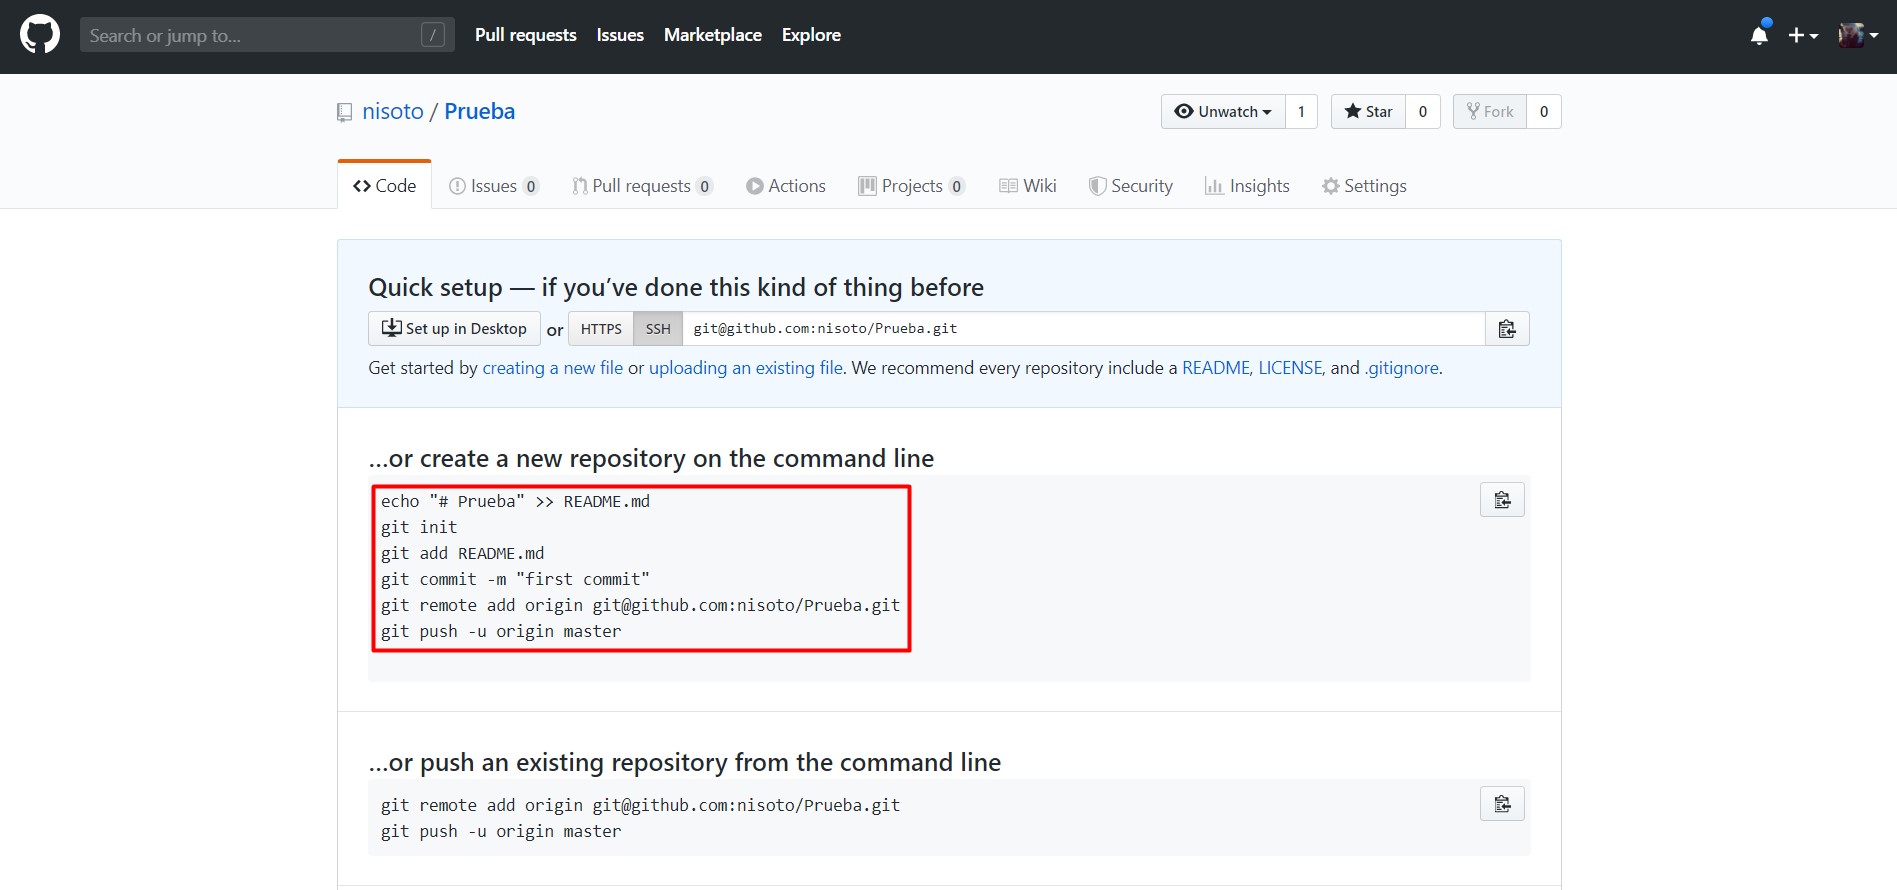 Search or jump to... /
Pull requests Issues Marketplace Explore
nisoto / Prueba
Unwatch 1 Star 0 Fork 0
Code Issues 0 Pull requests 0 Actions Projects 0 Wiki Security Insights Settings
Quick setup — if you’ve done this kind of thing before
Set up in Desktop or HTTPS SSH git@github.com:nisoto/Prueba.git
Get started by creating a new file or uploading an existing file. We recommend every repository include a README, LICENSE, and .gitignore.
…or create a new repository on the command line
echo "# Prueba" >> README.md
git init
git add README.md
git commit -m "first commit"
git remote add origin git@github.com:nisoto/Prueba.git
git push -u origin master
…or push an existing repository from the command line
git remote add origin git@github.com:nisoto/Prueba.git
git push -u origin master